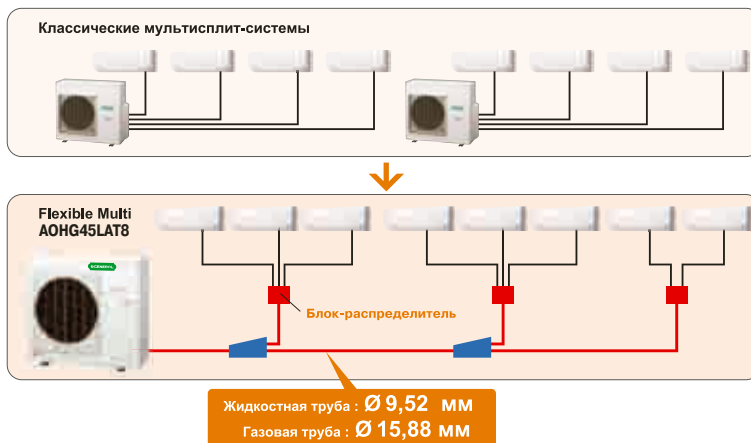 Классические мультисплит-системы
Flexible Multi
AOHG45LAT8
Блок-распределитель
Жидкостная труба : Ø 9,52 мм
Газовая труба : Ø 15,88 мм